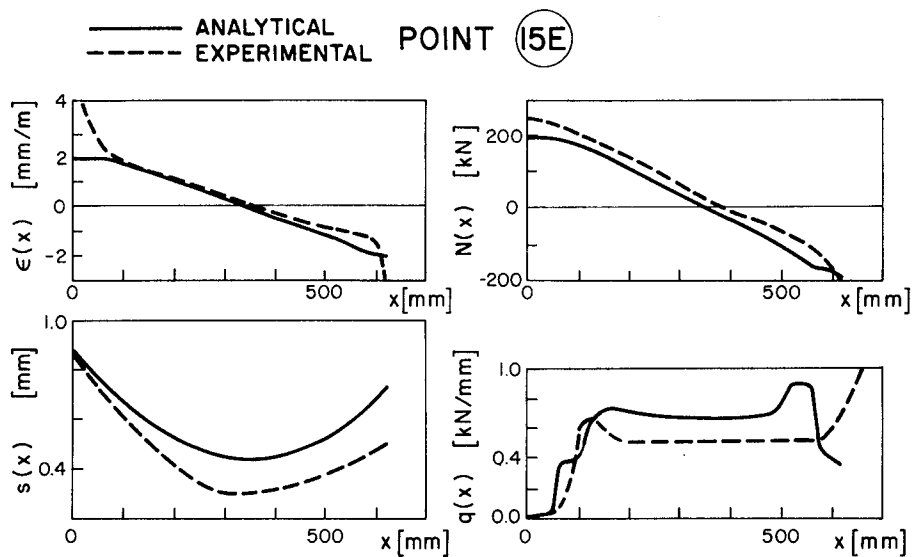 ANALYTICAL
EXPERIMENTAL
POINT 15E
4
2
0
-2
ϵ(x) [mm/m]
0 500 x[mm]
200
0
-200
N(x) [kN]
0 500 x[mm]
1.0
0.4
s(x) [mm]
0 500 x[mm]
1.0
0.4
0.0
q(x) [kN/mm]
0 500 x[mm]